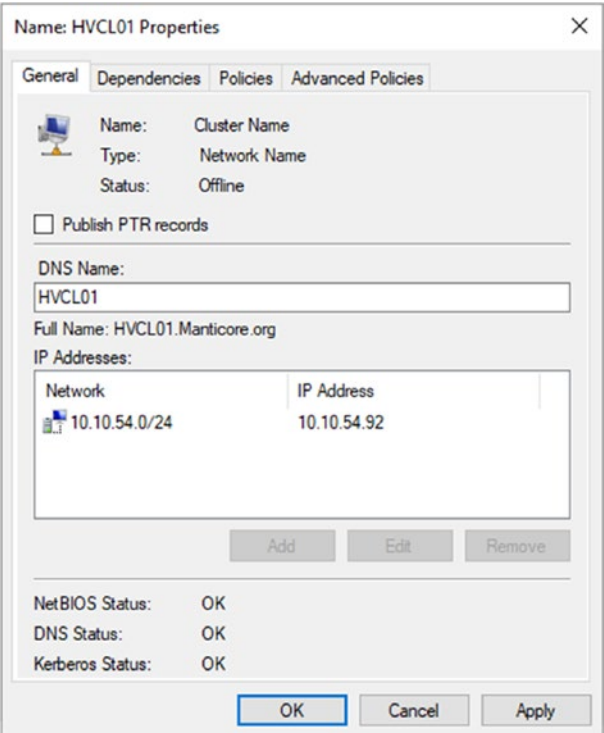 Name: HVCL01 Properties
General Dependencies Policies Advanced Policies
Name: Cluster Name
Type: Network Name
Status: Offline
Publish PTR records
DNS Name:
HVCL01
Full Name: HVCL01.Manticore.org
IP Addresses:
Network IP Address
10.10.54.0/24 10.10.54.92
Add Edit Remove
NetBIOS Status: OK
DNS Status: OK
Kerberos Status: OK
OK Cancel Apply